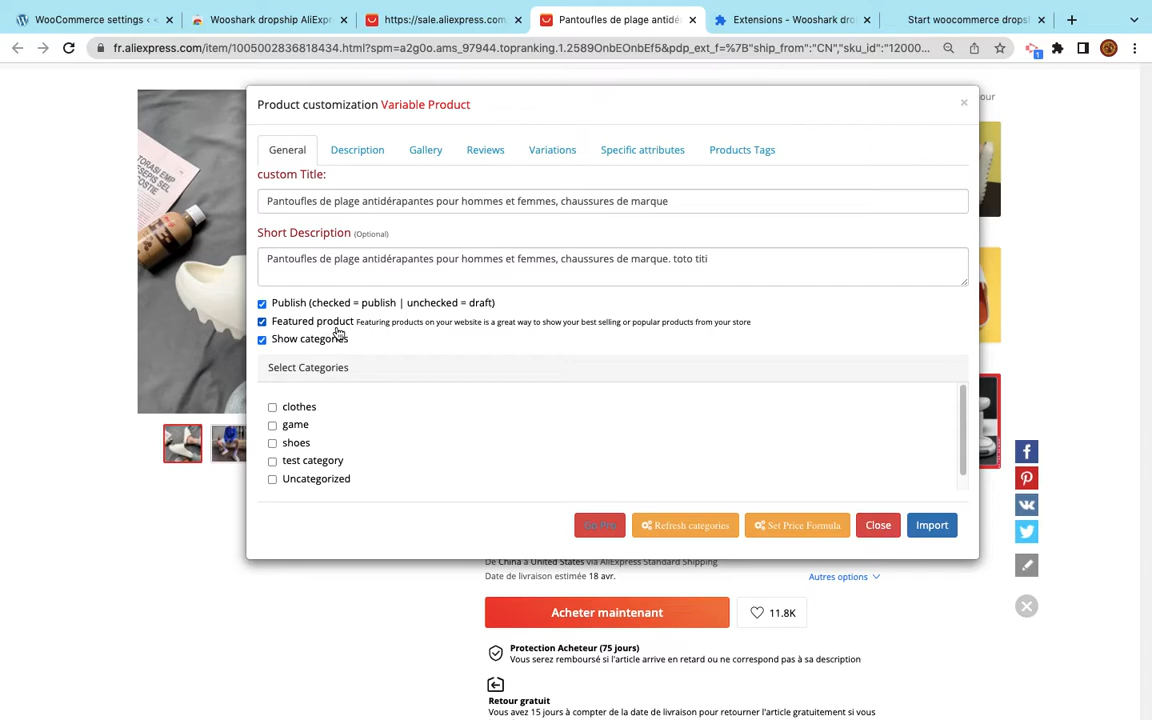 WooCommerce settings ‹
Wooshark dropship AliExpr
https://sale.aliexpress.com
Pantoufles de plage antidé
Extensions - Wooshark dro
Start woocommerce drops
fr.aliexpress.com/item/1005002836818434.html?spm=a2g0o.ams_97944.topranking.1.2589OnbEOnbEf5&pdp_ext_f=%7B"ship_from":"CN","sku_id":"12000...
1
our
Product customization Variable Product
×
General
Description
Gallery
Reviews
Variations
Specific attributes
Products Tags
custom Title:
Pantoufles de plage antidérapantes pour hommes et femmes, chaussures de marque
Short Description (Optional)
Pantoufles de plage antidérapantes pour hommes et femmes, chaussures de marque. toto titi
Publish (checked = publish | unchecked = draft)
Featured product Featuring products on your website is a great way to show your best selling or popular products from your store
Show categories
Select Categories
clothes
game
shoes
test category
Uncategorized
Go Pro
Refresh categories
Set Price Formula
Close
Import
De China à United States via AliExpress Standard Shipping
Date de livraison estimée 18 avr.
Autres options
Acheter maintenant
11.8K
Protection Acheteur (75 jours)
Vous serez remboursé si l'article arrive en retard ou ne correspond pas à sa description
Retour gratuit
Vous avez 15 jours à compter de la date de livraison pour retourner l'article gratuitement si vous